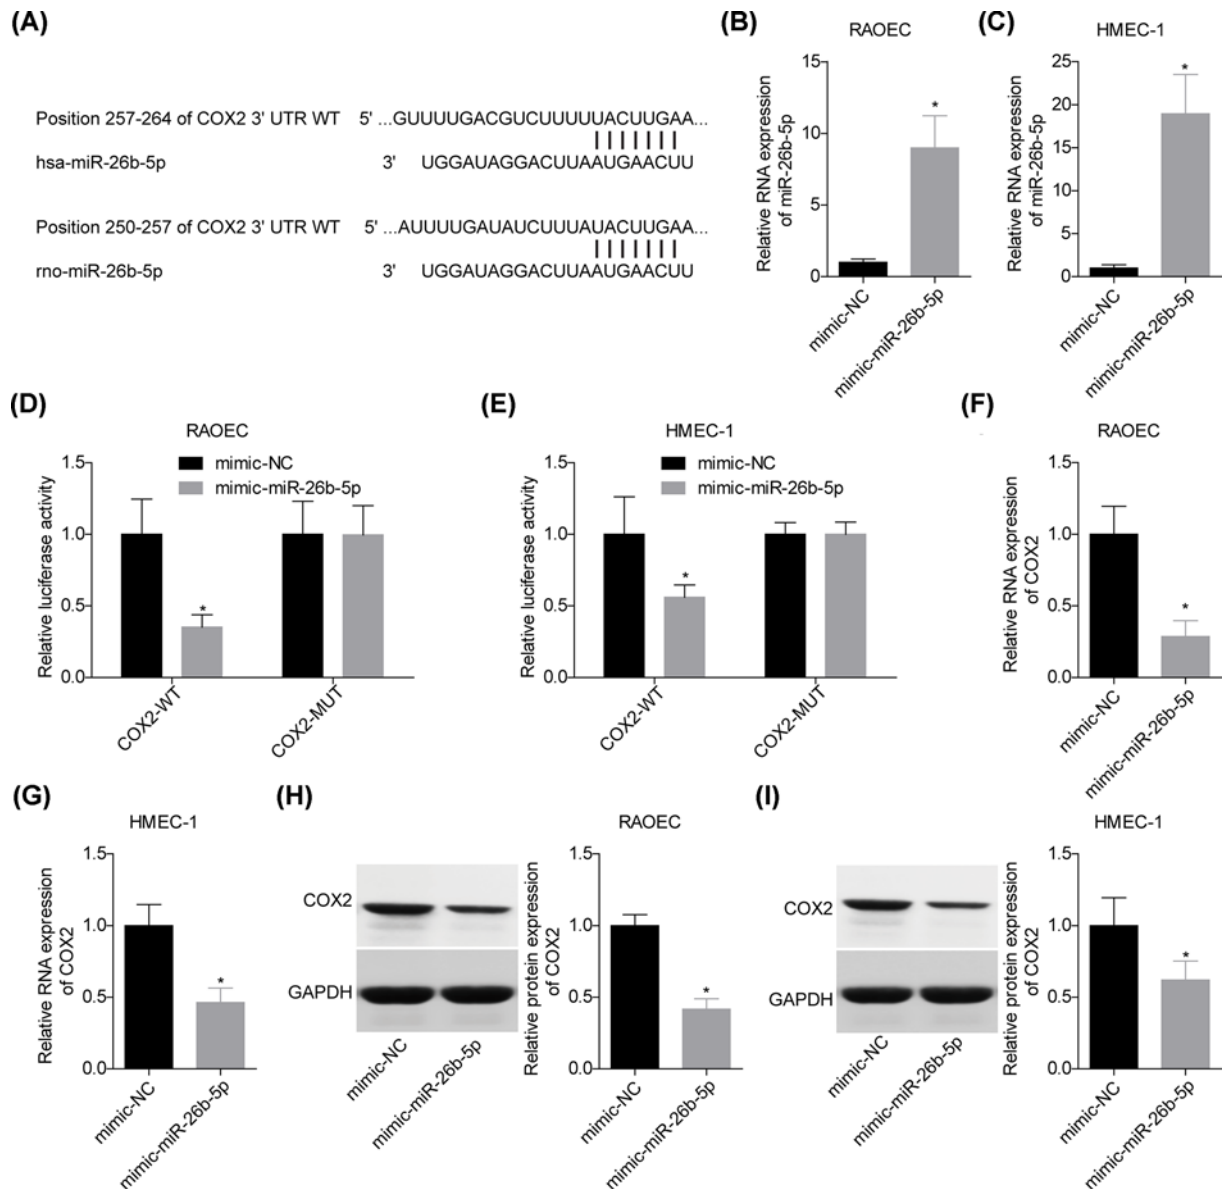 (A)
Position 257-264 of COX2 3' UTR WT 5' ...GUUUUGACGUCUUUUUACUUGAA...
hsa-miR-26b-5p 3' UGGAUAGGACUUAAUGAACUU
Position 250-257 of COX2 3' UTR WT 5' ...AUUUUGAUAUCUUUAUACUUGAA...
rno-miR-26b-5p 3' UGGAUAGGACUUAAUGAACUU
(B)
RAOEC
Relative RNA expression
of miR-26b-5p
15
10
5
0
*
mimic-NC
mimic-miR-26b-5p
(C)
HMEC-1
Relative RNA expression
of miR-26b-5p
25
20
15
10
5
0
*
mimic-NC
mimic-miR-26b-5p
(D)
RAOEC
mimic-NC
mimic-miR-26b-5p
Relative luciferase activity
1.5
1.0
0.5
0.0
*
COX2-WT
COX2-MUT
(E)
HMEC-1
mimic-NC
mimic-miR-26b-5p
Relative luciferase activity
1.5
1.0
0.5
0.0
*
COX2-WT
COX2-MUT
(F)
RAOEC
Relative RNA expression
of COX2
1.5
1.0
0.5
0.0
*
mimic-NC
mimic-miR-26b-5p
(G)
HMEC-1
Relative RNA expression
of COX2
1.5
1.0
0.5
0.0
*
mimic-NC
mimic-miR-26b-5p
(H)
COX2
GAPDH
mimic-NC
mimic-miR-26b-5p
RAOEC
Relative protein expression
of COX2
1.5
1.0
0.5
0.0
*
mimic-NC
mimic-miR-26b-5p
(I)
COX2
GAPDH
mimic-NC
mimic-miR-26b-5p
HMEC-1
Relative protein expression
of COX2
1.5
1.0
0.5
0.0
*
mimic-NC
mimic-miR-26b-5p